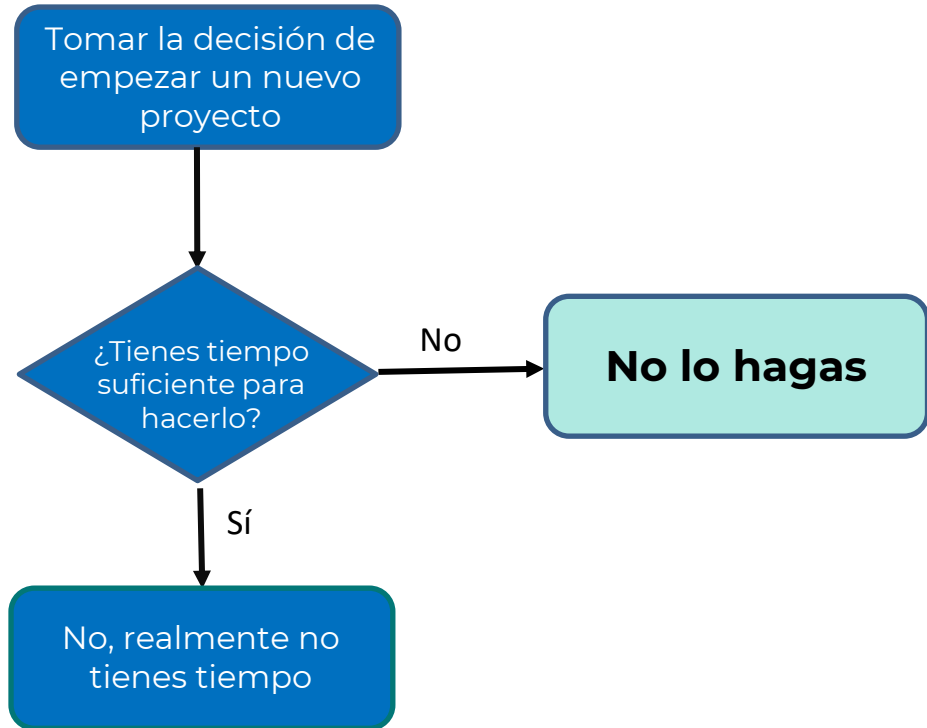 Tomar la decisión de
empezar un nuevo
proyecto
¿Tienes tiempo
suficiente para
hacerlo?
No
No lo hagas
Sí
No, realmente no
tienes tiempo